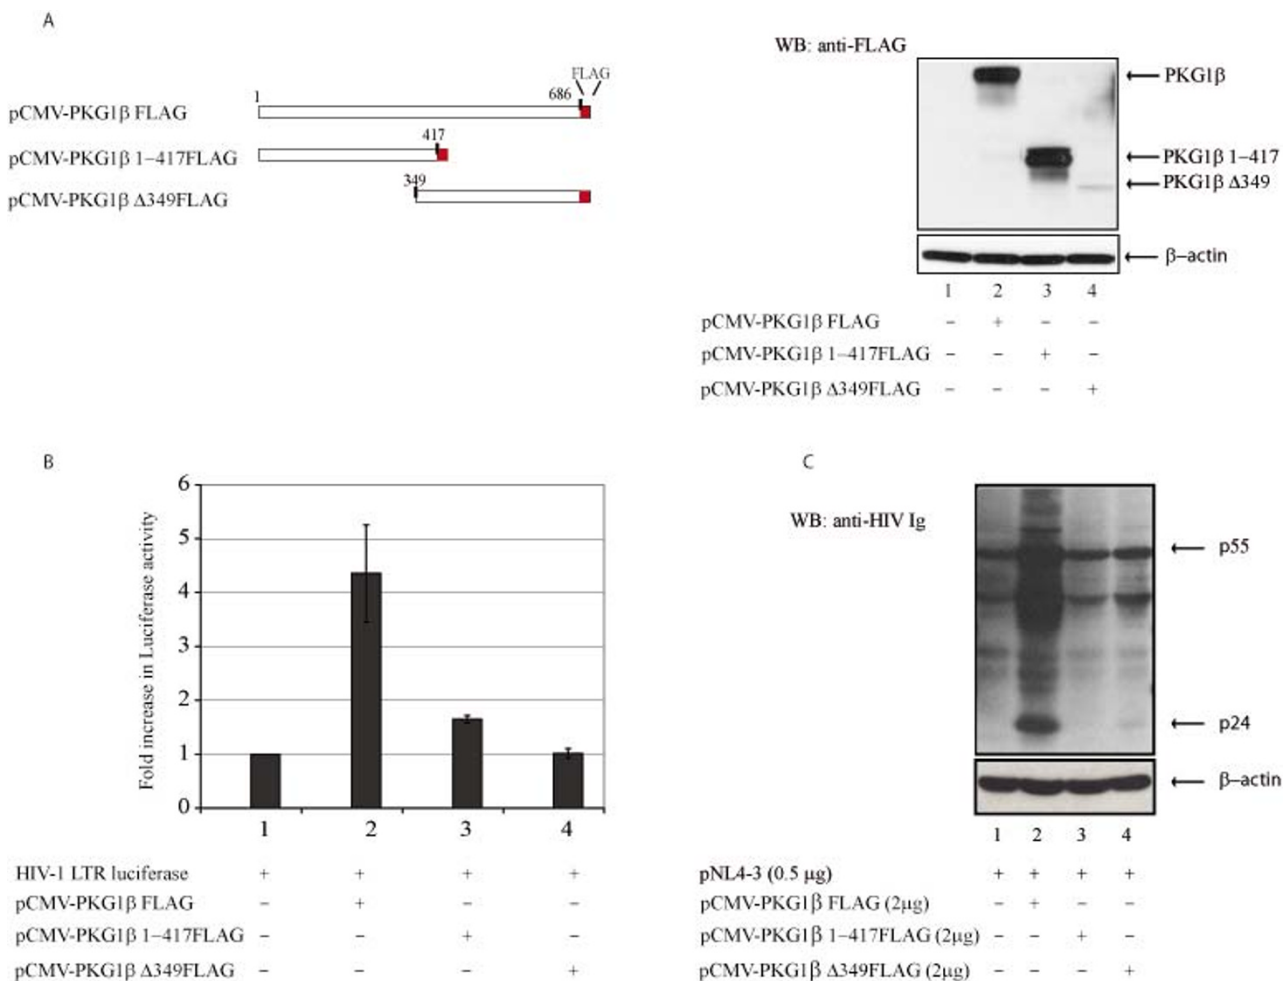 A
FLAG
1
686
pCMV-PKG1β FLAG
417
pCMV-PKG1β 1–417FLAG
349
pCMV-PKG1β Δ349FLAG
WB: anti-FLAG
PKG1β
PKG1β 1–417
PKG1β Δ349
β–actin
1 2 3 4
pCMV-PKG1β FLAG – + – –
pCMV-PKG1β 1–417FLAG – – + –
pCMV-PKG1β Δ349FLAG – – – +
B
Fold increase in Luciferase activity
6
5
4
3
2
1
0
1 2 3 4
HIV-1 LTR luciferase + + + +
pCMV-PKG1β FLAG – + – –
pCMV-PKG1β 1–417FLAG – – + –
pCMV-PKG1β Δ349FLAG – – – +
C
WB: anti-HIV Ig
p55
p24
β–actin
1 2 3 4
pNL4-3 (0.5 μg) + + + +
pCMV-PKG1β FLAG (2μg) – + – –
pCMV-PKG1β 1–417FLAG (2μg) – – + –
pCMV-PKG1β Δ349FLAG (2μg) – – – +